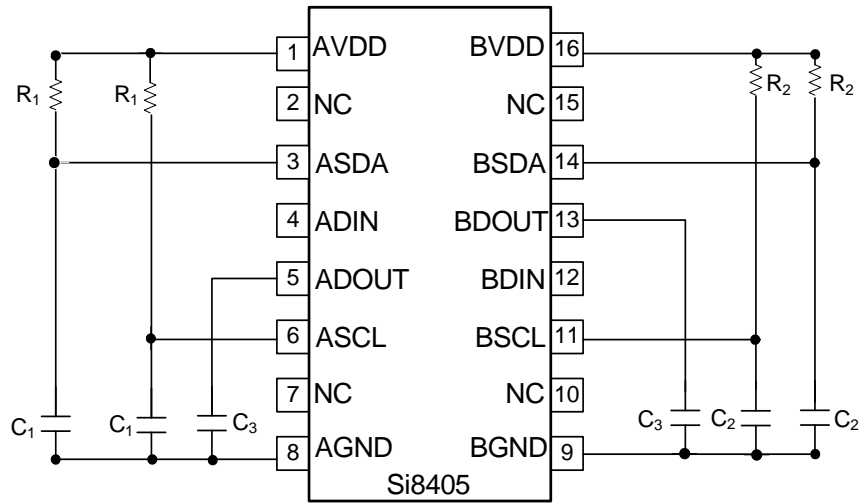 1 AVDD BVDD 16
R1 R1 R2 R2
2 NC NC 15
3 ASDA BSDA 14
4 ADIN BDOUT 13
5 ADOUT BDIN 12
6 ASCL BSCL 11
7 NC NC 10
C1 C1 C3 C3 C2 C2
8 AGND BGND 9
Si8405